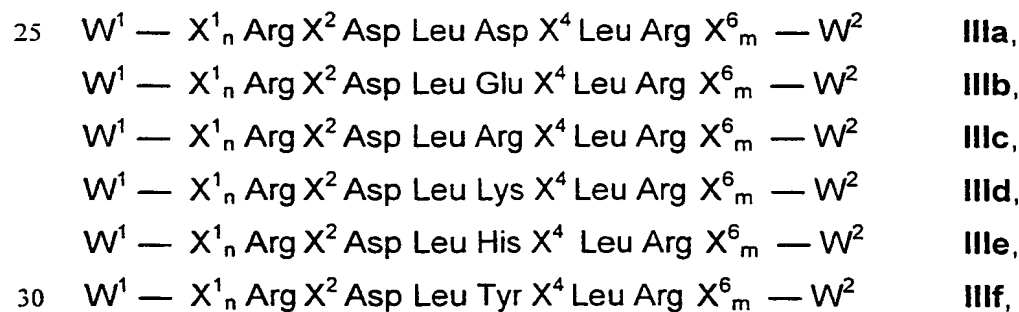 25 W¹ — X¹ₙ Arg X² Asp Leu Asp X⁴ Leu Arg X⁶ₘ — W² IIIa,
W¹ — X¹ₙ Arg X² Asp Leu Glu X⁴ Leu Arg X⁶ₘ — W² IIIb,
W¹ — X¹ₙ Arg X² Asp Leu Arg X⁴ Leu Arg X⁶ₘ — W² IIIc,
W¹ — X¹ₙ Arg X² Asp Leu Lys X⁴ Leu Arg X⁶ₘ — W² IIId,
W¹ — X¹ₙ Arg X² Asp Leu His X⁴ Leu Arg X⁶ₘ — W² IIIe,
30 W¹ — X¹ₙ Arg X² Asp Leu Tyr X⁴ Leu Arg X⁶ₘ — W² IIIf,